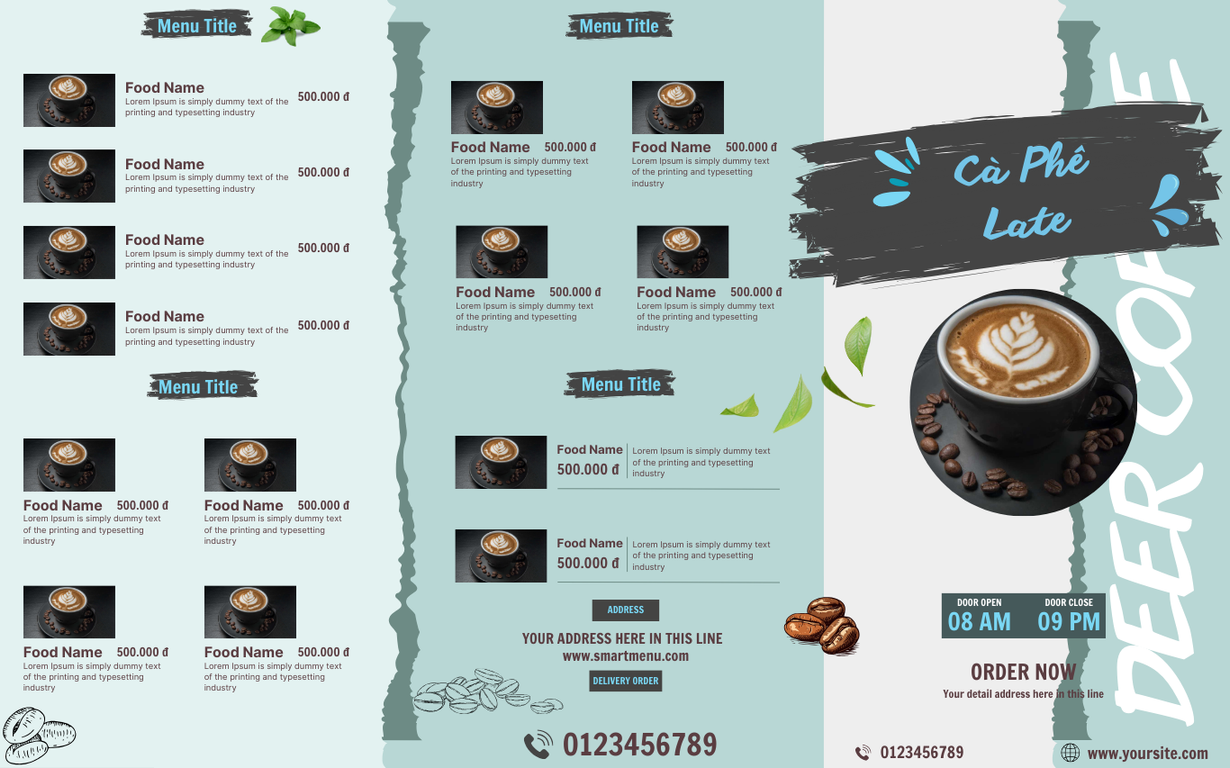 Menu Title
Food Name
Lorem Ipsum is simply dummy text of the
printing and typesetting industry
500.000 đ
Food Name
Lorem Ipsum is simply dummy text of the
printing and typesetting industry
500.000 đ
Food Name
Lorem Ipsum is simply dummy text of the
printing and typesetting industry
500.000 đ
Food Name
Lorem Ipsum is simply dummy text of the
printing and typesetting industry
500.000 đ
Menu Title
Food Name 500.000 đ
Lorem Ipsum is simply dummy text
of the printing and typesetting
industry
Food Name 500.000 đ
Lorem Ipsum is simply dummy text
of the printing and typesetting
industry
Food Name 500.000 đ
Lorem Ipsum is simply dummy text
of the printing and typesetting
industry
Food Name 500.000 đ
Lorem Ipsum is simply dummy text
of the printing and typesetting
industry
Menu Title
Food Name 500.000 đ
Lorem Ipsum is simply dummy text
of the printing and typesetting
industry
Food Name 500.000 đ
Lorem Ipsum is simply dummy text
of the printing and typesetting
industry
Food Name 500.000 đ
Lorem Ipsum is simply dummy text
of the printing and typesetting
industry
Food Name 500.000 đ
Lorem Ipsum is simply dummy text
of the printing and typesetting
industry
Menu Title
Food Name
500.000 đ
Lorem Ipsum is simply dummy text
of the printing and typesetting
industry
Food Name
500.000 đ
Lorem Ipsum is simply dummy text
of the printing and typesetting
industry
ADDRESS
YOUR ADDRESS HERE IN THIS LINE
www.smartmenu.com
DELIVERY ORDER
0123456789
Cà Phê
Late
DOOR OPEN
08 AM
DOOR CLOSE
09 PM
ORDER NOW
Your detail address here in this line
0123456789
www.yoursite.com
DEER